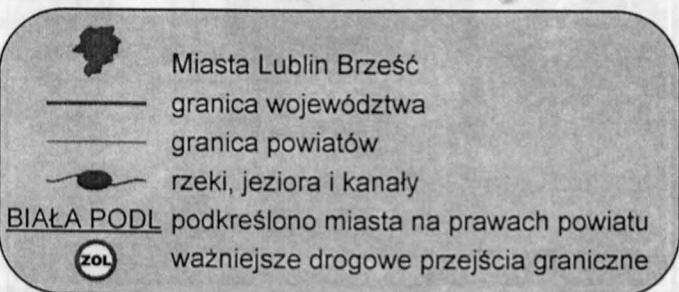 Miasta Lublin Brześć
granica województwa
granica powiatów
rzeki, jeziora i kanały
BIAŁA PODL podkreślono miasta na prawach powiatu
ZOL ważniejsze drogowe przejścia graniczne